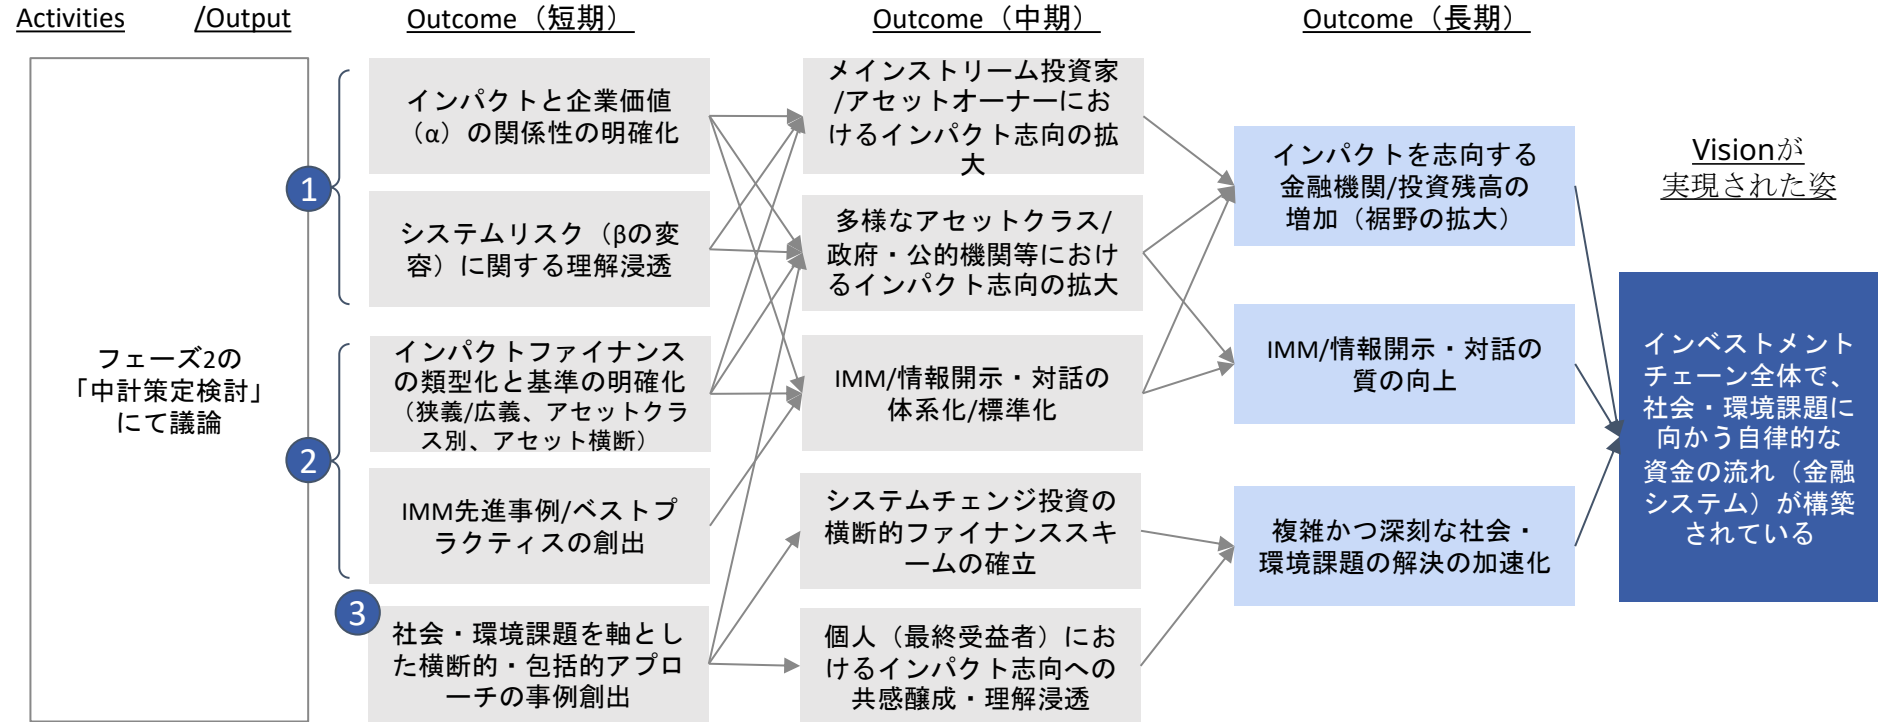 Activities /Output
Outcome（短期）
Outcome（中期）
Outcome（長期）
フェーズ2の
「中計策定検討」
にて議論
1
2
3
インパクトと企業価値
（α）の関係性の明確化
システムリスク（βの変
容）に関する理解浸透
インパクトファイナンス
の類型化と基準の明確化
（狭義/広義、アセットクラ
ス別、アセット横断）
IMM先進事例/ベストプ
ラクティスの創出
社会・環境課題を軸とし
た横断的・包括的アプロ
ーチの事例創出
メインストリーム投資家
/アセットオーナーにお
けるインパクト志向の拡
大
多様なアセットクラス/
政府・公的機関等におけ
るインパクト志向の拡大
IMM/情報開示・対話の
体系化/標準化
システムチェンジ投資の
横断的ファイナンススキ
ームの確立
個人（最終受益者）にお
けるインパクト志向への
共感醸成・理解浸透
インパクトを志向する
金融機関/投資残高の
増加（裾野の拡大）
IMM/情報開示・対話の
質の向上
複雑かつ深刻な社会・
環境課題の解決の加速化
Visionが
実現された姿
インベストメント
チェーン全体で、
社会・環境課題に
向かう自律的な
資金の流れ（金融
システム）が構築
されている